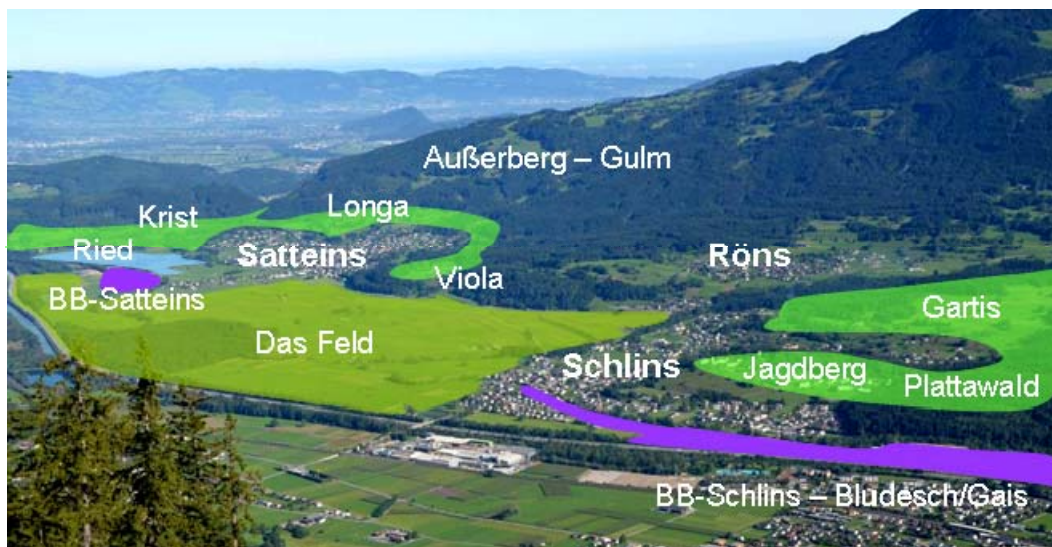 Außerberg – Gulm
Krist
Longa
Ried
Satteins
Röns
Viola
BB-Satteins
Gartis
Das Feld
Schlins
Jagdberg
Plattawald
BB-Schlins – Bludesch/Gais